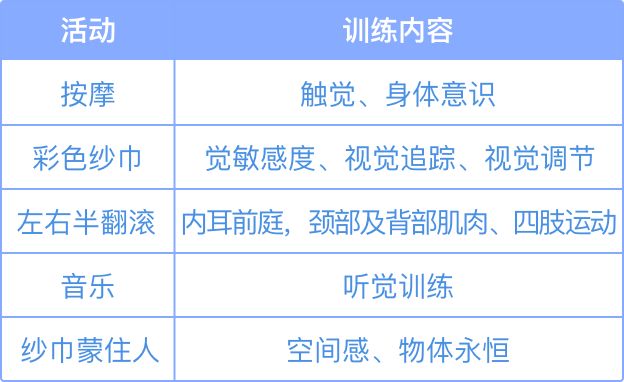 活动 训练内容
按摩 触觉、身体意识
彩色纱巾 觉敏感度、视觉追踪、视觉调节
左右半翻滚 内耳前庭，颈部及背部肌肉、四肢运动
音乐 听觉训练
纱巾蒙住人 空间感、物体永恒